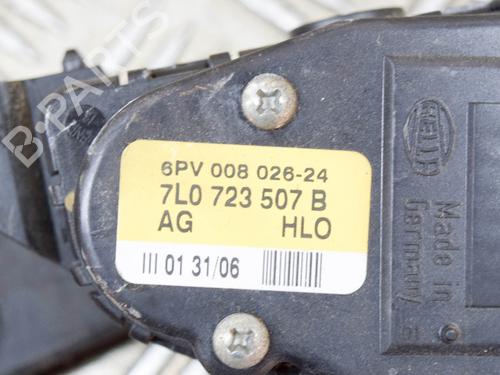 6PV 008 026-24
7L0 723 507 B
AG HLO
III 01 31/06
HELLA
Made in
Germany
B-PARTS